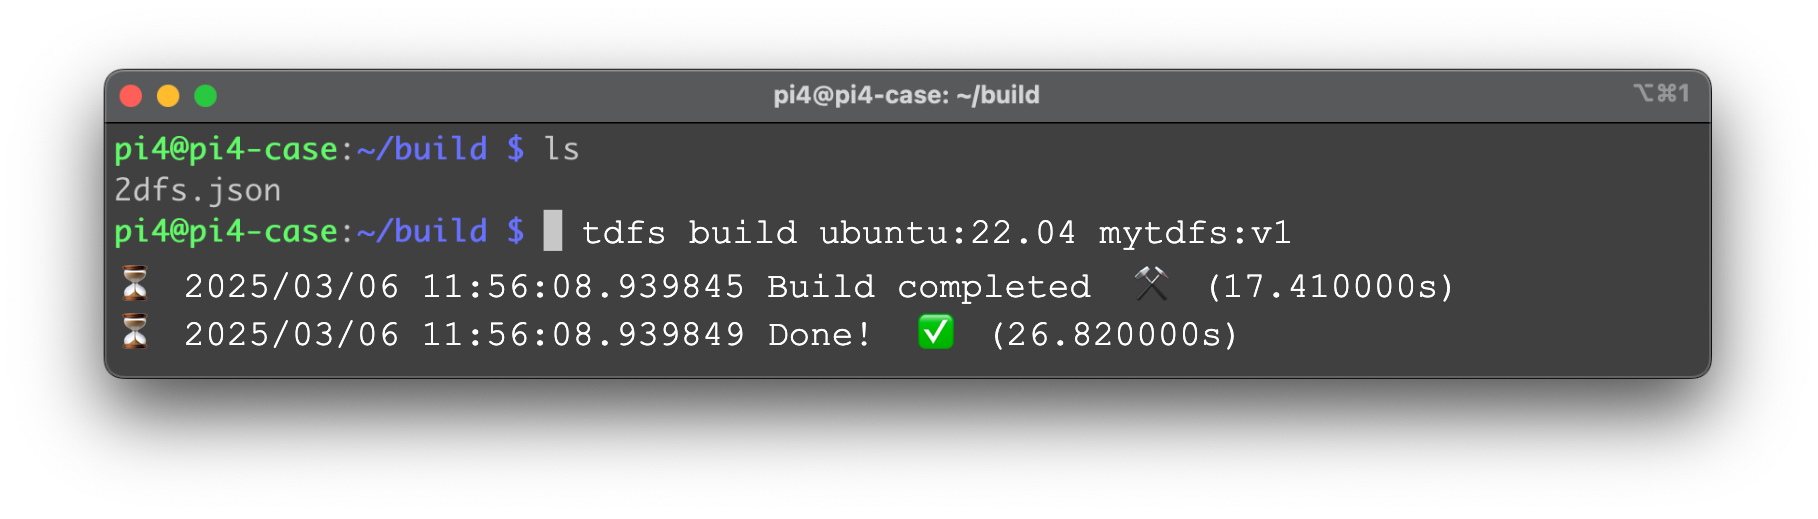 pi4@pi4-case: ~/build
⌥⌘1
pi4@pi4-case:~/build $ ls
2dfs.json
pi4@pi4-case:~/build $ tdfs build ubuntu:22.04 mytdfs:v1
⏳ 2025/03/06 11:56:08.939845 Build completed ⚒ (17.410000s)
⏳ 2025/03/06 11:56:08.939849 Done! ✅ (26.820000s)